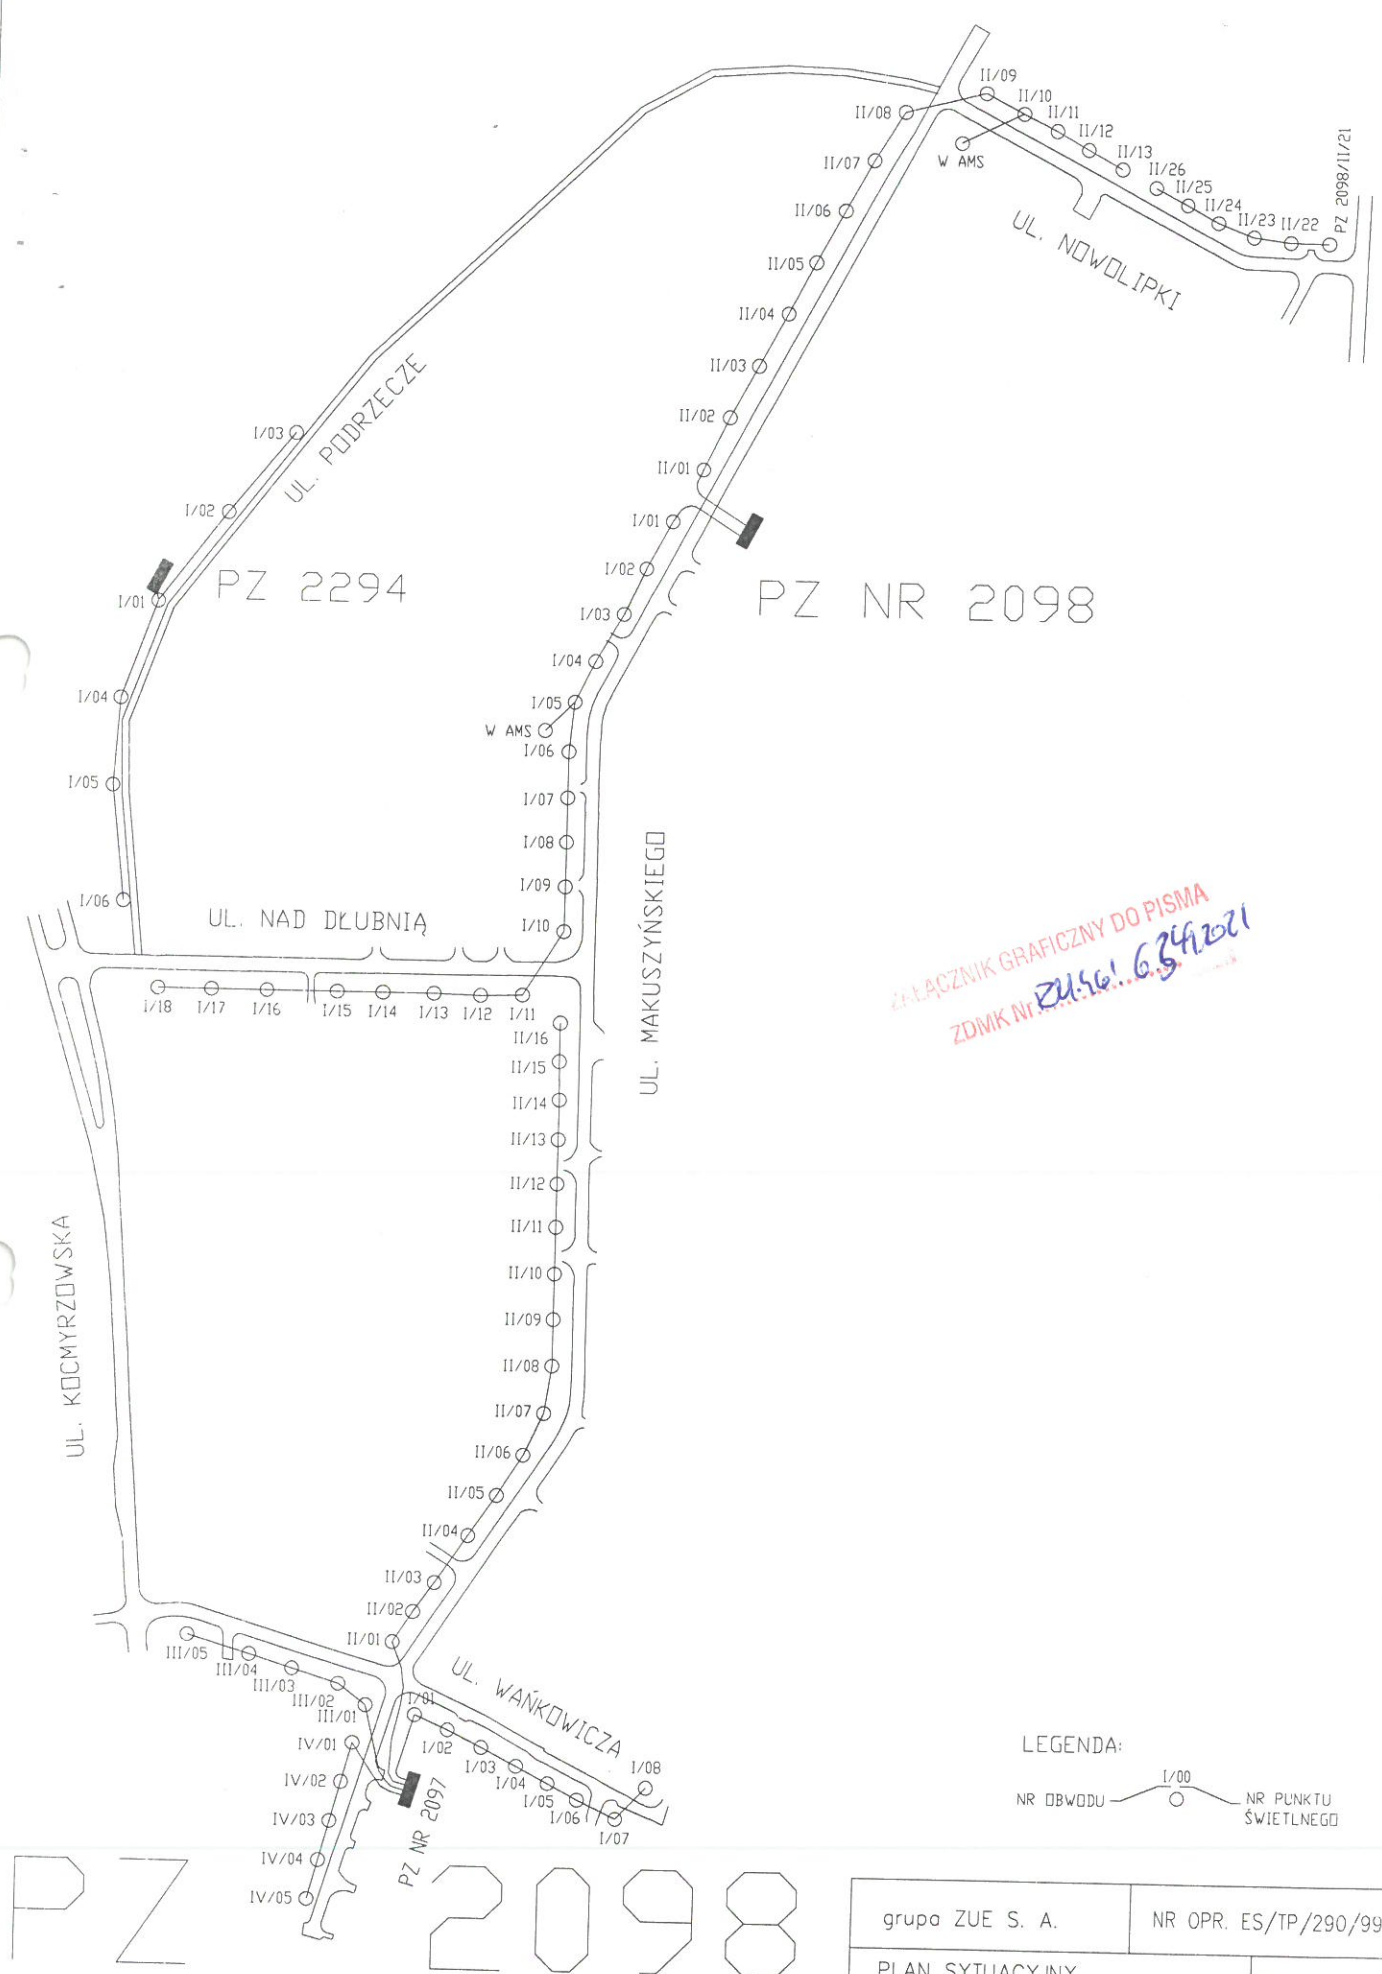 II/09
II/10
II/11
II/12
II/13
II/26
II/25
II/24
II/23
II/22
PZ 2098/II/21
II/08
W AMS
II/07
II/06
UL. NOWOLIPKI
II/05
II/04
II/03
II/02
II/01
UL. PODRZECZE
I/03
I/02
I/01
PZ 2294
I/04
I/05
I/06
I/01
I/02
I/03
PZ NR 2098
I/04
I/05
W AMS
I/06
I/07
I/08
I/09
I/10
UL. MAKUSZYŃSKIEGO
UL. NAD DŁUBNIĄ
I/18
I/17
I/16
I/15
I/14
I/13
I/12
I/11
ZAŁĄCZNIK GRAFICZNY DO PISMA
ZDMK Nr
II/16
II/15
II/14
II/13
II/12
II/11
II/10
II/09
II/08
II/07
II/06
II/05
II/04
II/03
II/02
II/01
UL. KOCMYRZOWSKA
III/05
III/04
III/03
III/02
III/01
UL. WAŃKOWICZA
I/01
I/02
I/03
I/04
I/05
I/06
I/07
I/08
IV/01
IV/02
IV/03
IV/04
IV/05
PZ NR 2097
LEGENDA:
I/00
NR OBWODU
NR PUNKTU
ŚWIETLNEGO
PZ 2098
grupa ZUE S. A.
NR OPR. ES/TP/290/99
PLAN SYTUACYJNY